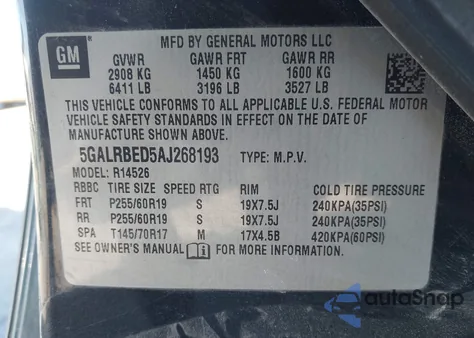 GM
MFD BY GENERAL MOTORS LLC
GVWR GAWR FRT GAWR RR
2908 KG 1450 KG 1600 KG
6411 LB 3196 LB 3527 LB
THIS VEHICLE CONFORMS TO ALL APPLICABLE U.S. FEDERAL MOTOR
VEHICLE SAFETY STANDARDS IN EFFECT ON THE DATE OF
MANUFACTURE SHOWN ABOVE.
5GALRBED5AJ268193 TYPE: M.P.V.
MODEL: R14526
RBBC TIRE SIZE SPEED RTG RIM COLD TIRE PRESSURE
FRT P255/60R19 S 19X7.5J 240KPA(35PSI)
RR P255/60R19 S 19X7.5J 240KPA(35PSI)
SPA T145/70R17 M 17X4.5B 420KPA(60PSI)
SEE OWNER'S MANUAL i FOR MORE INFORMATION.
autoSnap